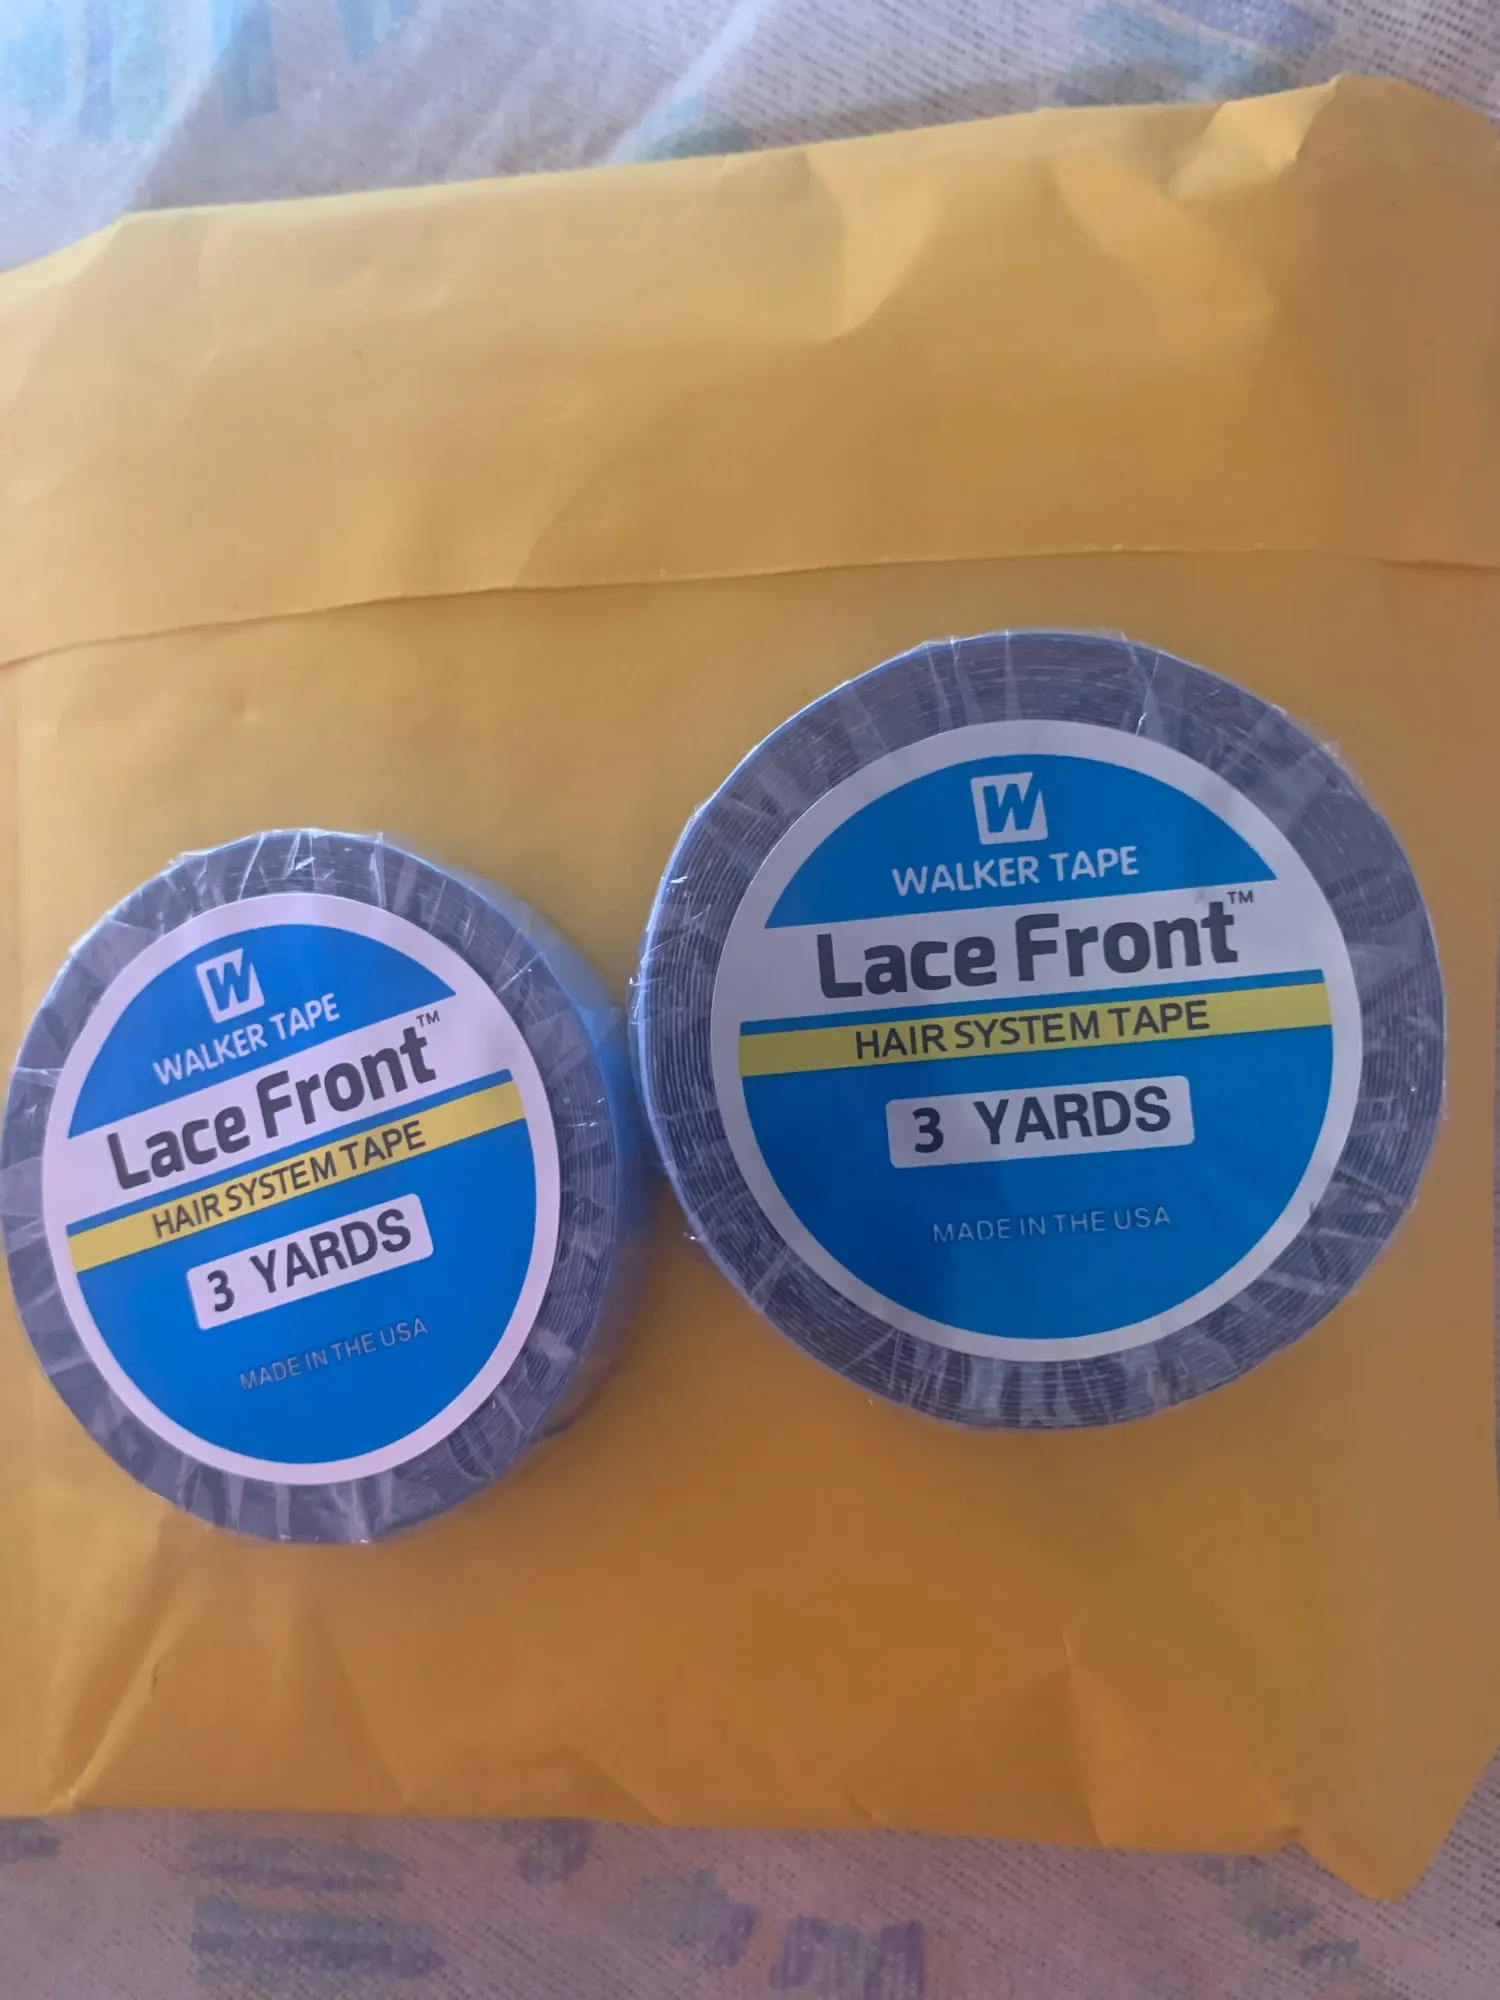 W
WALKER TAPE
Lace Front™
HAIR SYSTEM TAPE
3 YARDS
MADE IN THE USA
W
WALKER TAPE
Lace Front™
HAIR SYSTEM TAPE
3 YARDS
MADE IN THE USA